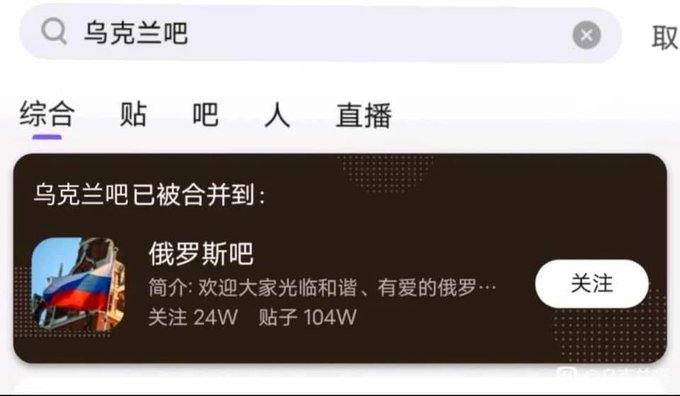 乌克兰吧
取
综合 贴 吧 人 直播
乌克兰吧已被合并到:
俄罗斯吧
简介: 欢迎大家光临和谐、有爱的俄罗…
关注 24W 贴子 104W
关注